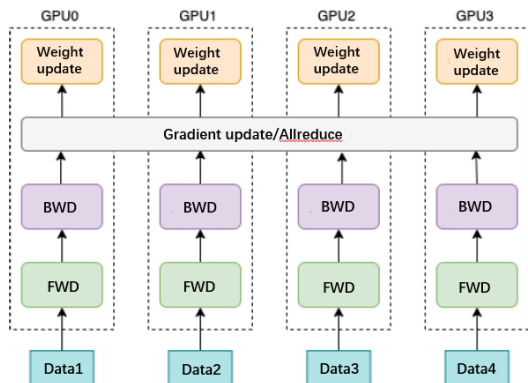 GPU0 GPU1 GPU2 GPU3
Weight update Weight update Weight update Weight update
Gradient update/Allreduce
BWD BWD BWD BWD
FWD FWD FWD FWD
Data1 Data2 Data3 Data4